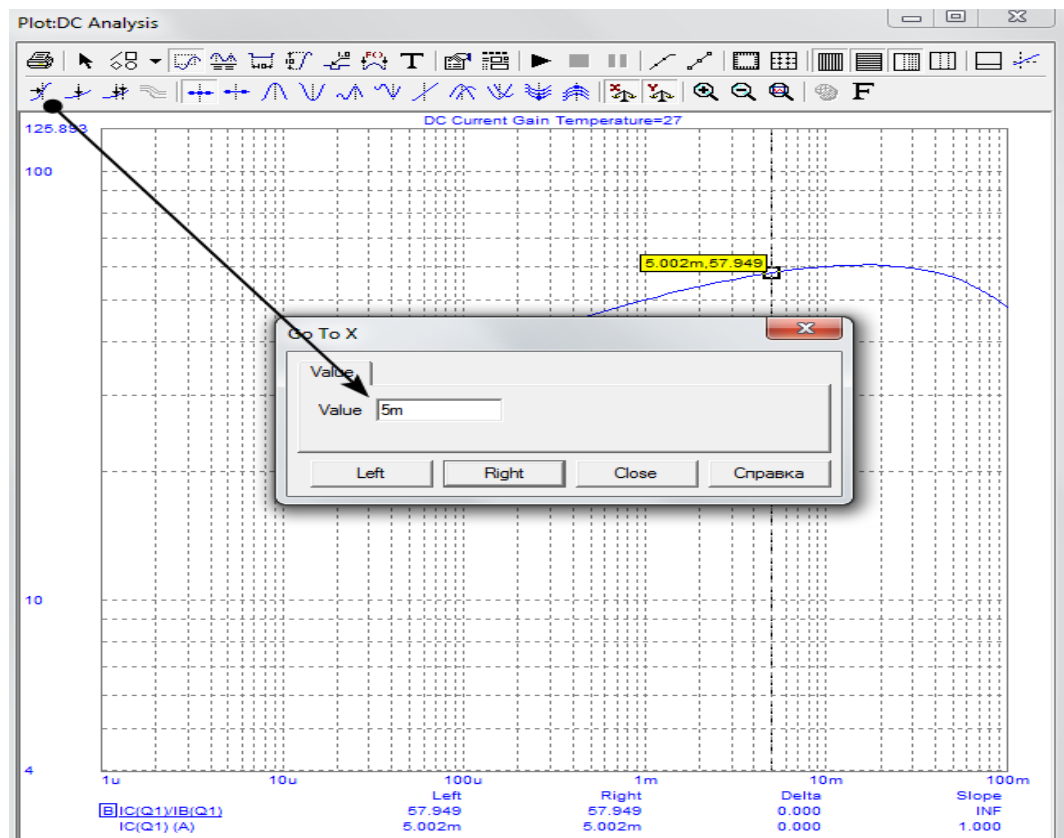 Plot:DC Analysis
T
F
DC Current Gain Temperature=27
125.893
100
5.002m,57.949
Go To X
Value
Value 5m
Left Right Close Справка
10
4
1u 10u 100u 1m 10m 100m
Left Right Delta Slope
B IC(Q1)/IB(Q1) 57.949 57.949 0.000 INF
IC(Q1) (A) 5.002m 5.002m 0.000 1.000